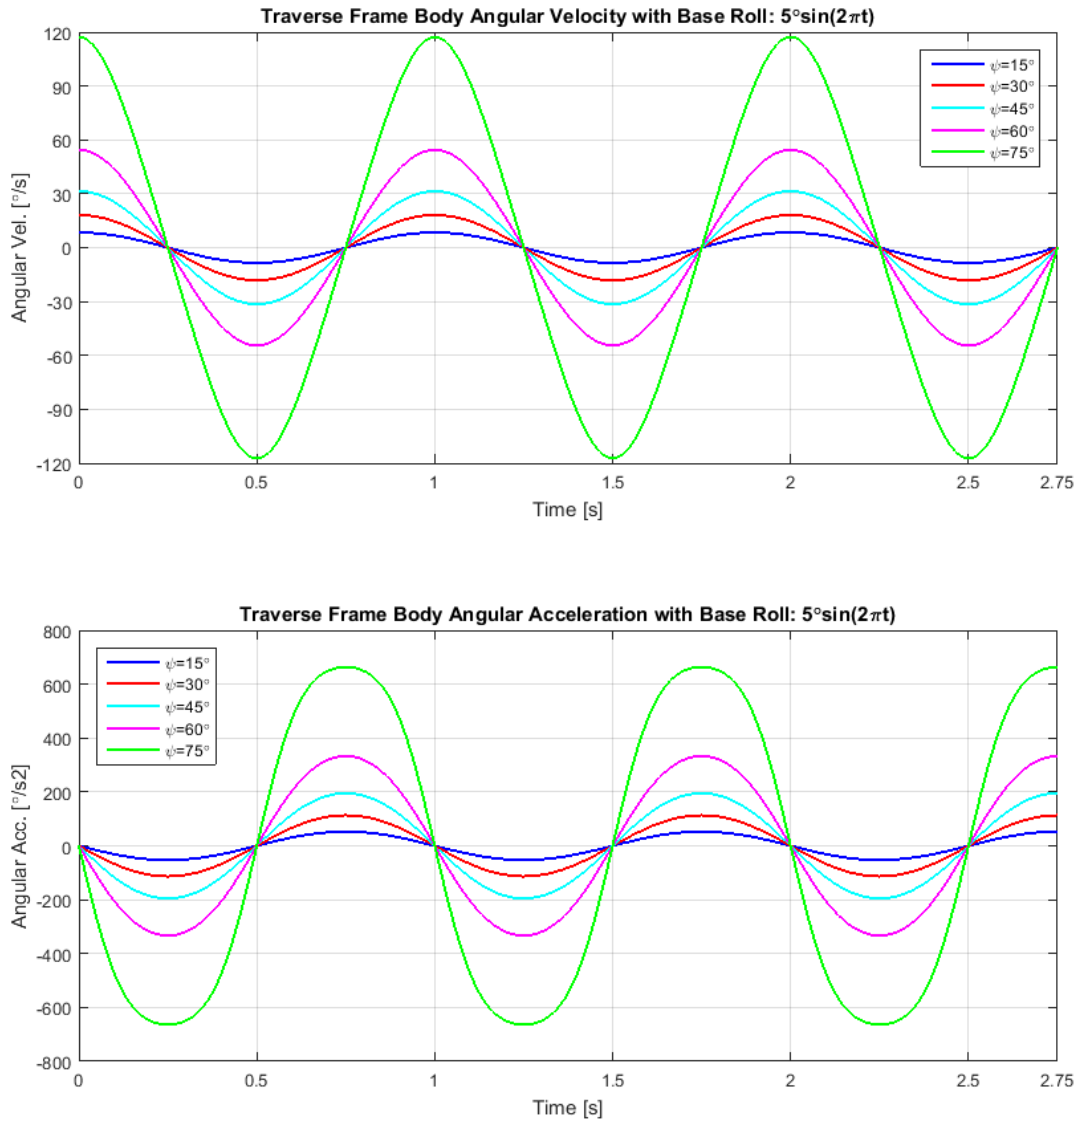 Traverse Frame Body Angular Velocity with Base Roll: 5°sin(2πt)
120
90
60
30
0
-30
-60
-90
-120
Angular Vel. [°/s]
ψ=15°
ψ=30°
ψ=45°
ψ=60°
ψ=75°
0 0.5 1 1.5 2 2.5 2.75
Time [s]
Traverse Frame Body Angular Acceleration with Base Roll: 5°sin(2πt)
800
600
400
200
0
-200
-400
-600
-800
Angular Acc. [°/s2]
ψ=15°
ψ=30°
ψ=45°
ψ=60°
ψ=75°
0 0.5 1 1.5 2 2.5 2.75
Time [s]